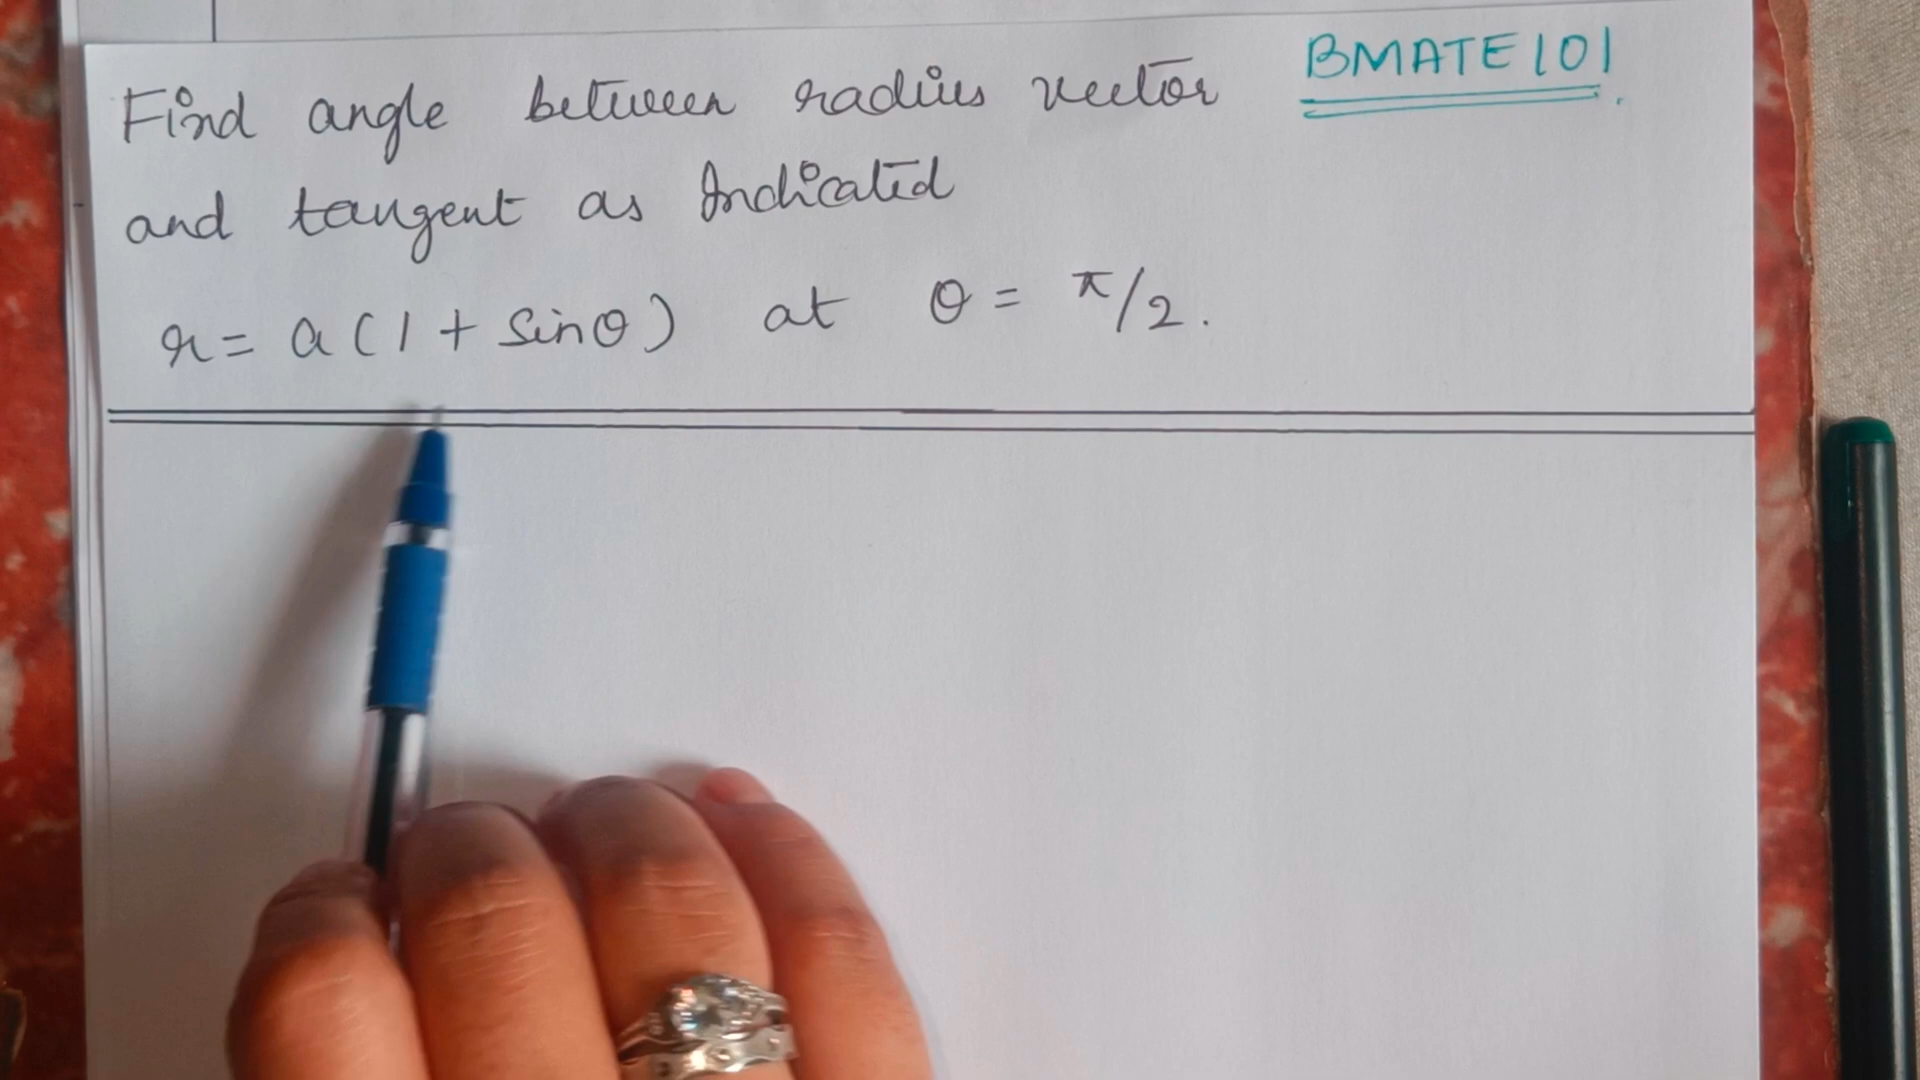 Find angle between radius vector BMATE101
and tangent as Indicated
r = a(1 + sinθ) at θ = π/2.